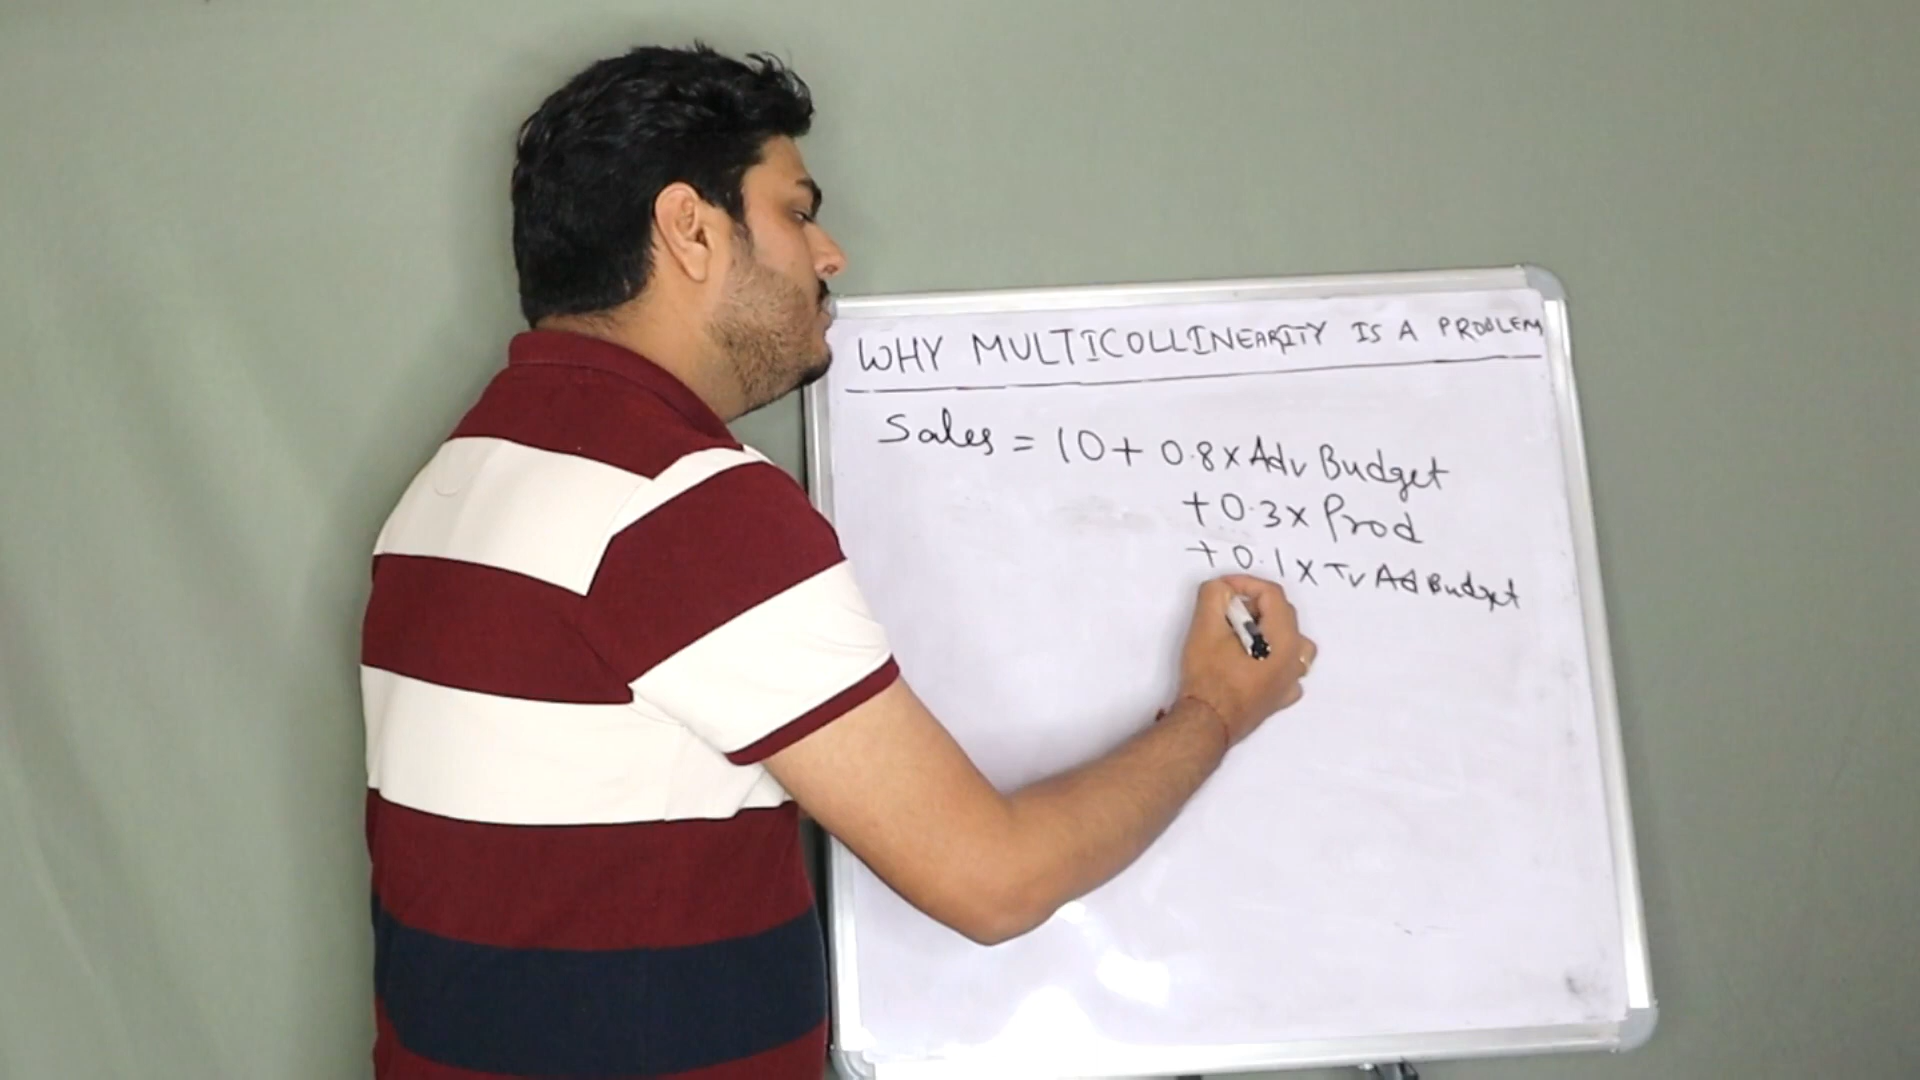 WHY MULTICOLLINEARITY IS A PROBLEM
Sales = 10 + 0.8 x Adv Budget
+ 0.3 x Prod
+ 0.1 x Tv Ad Budget